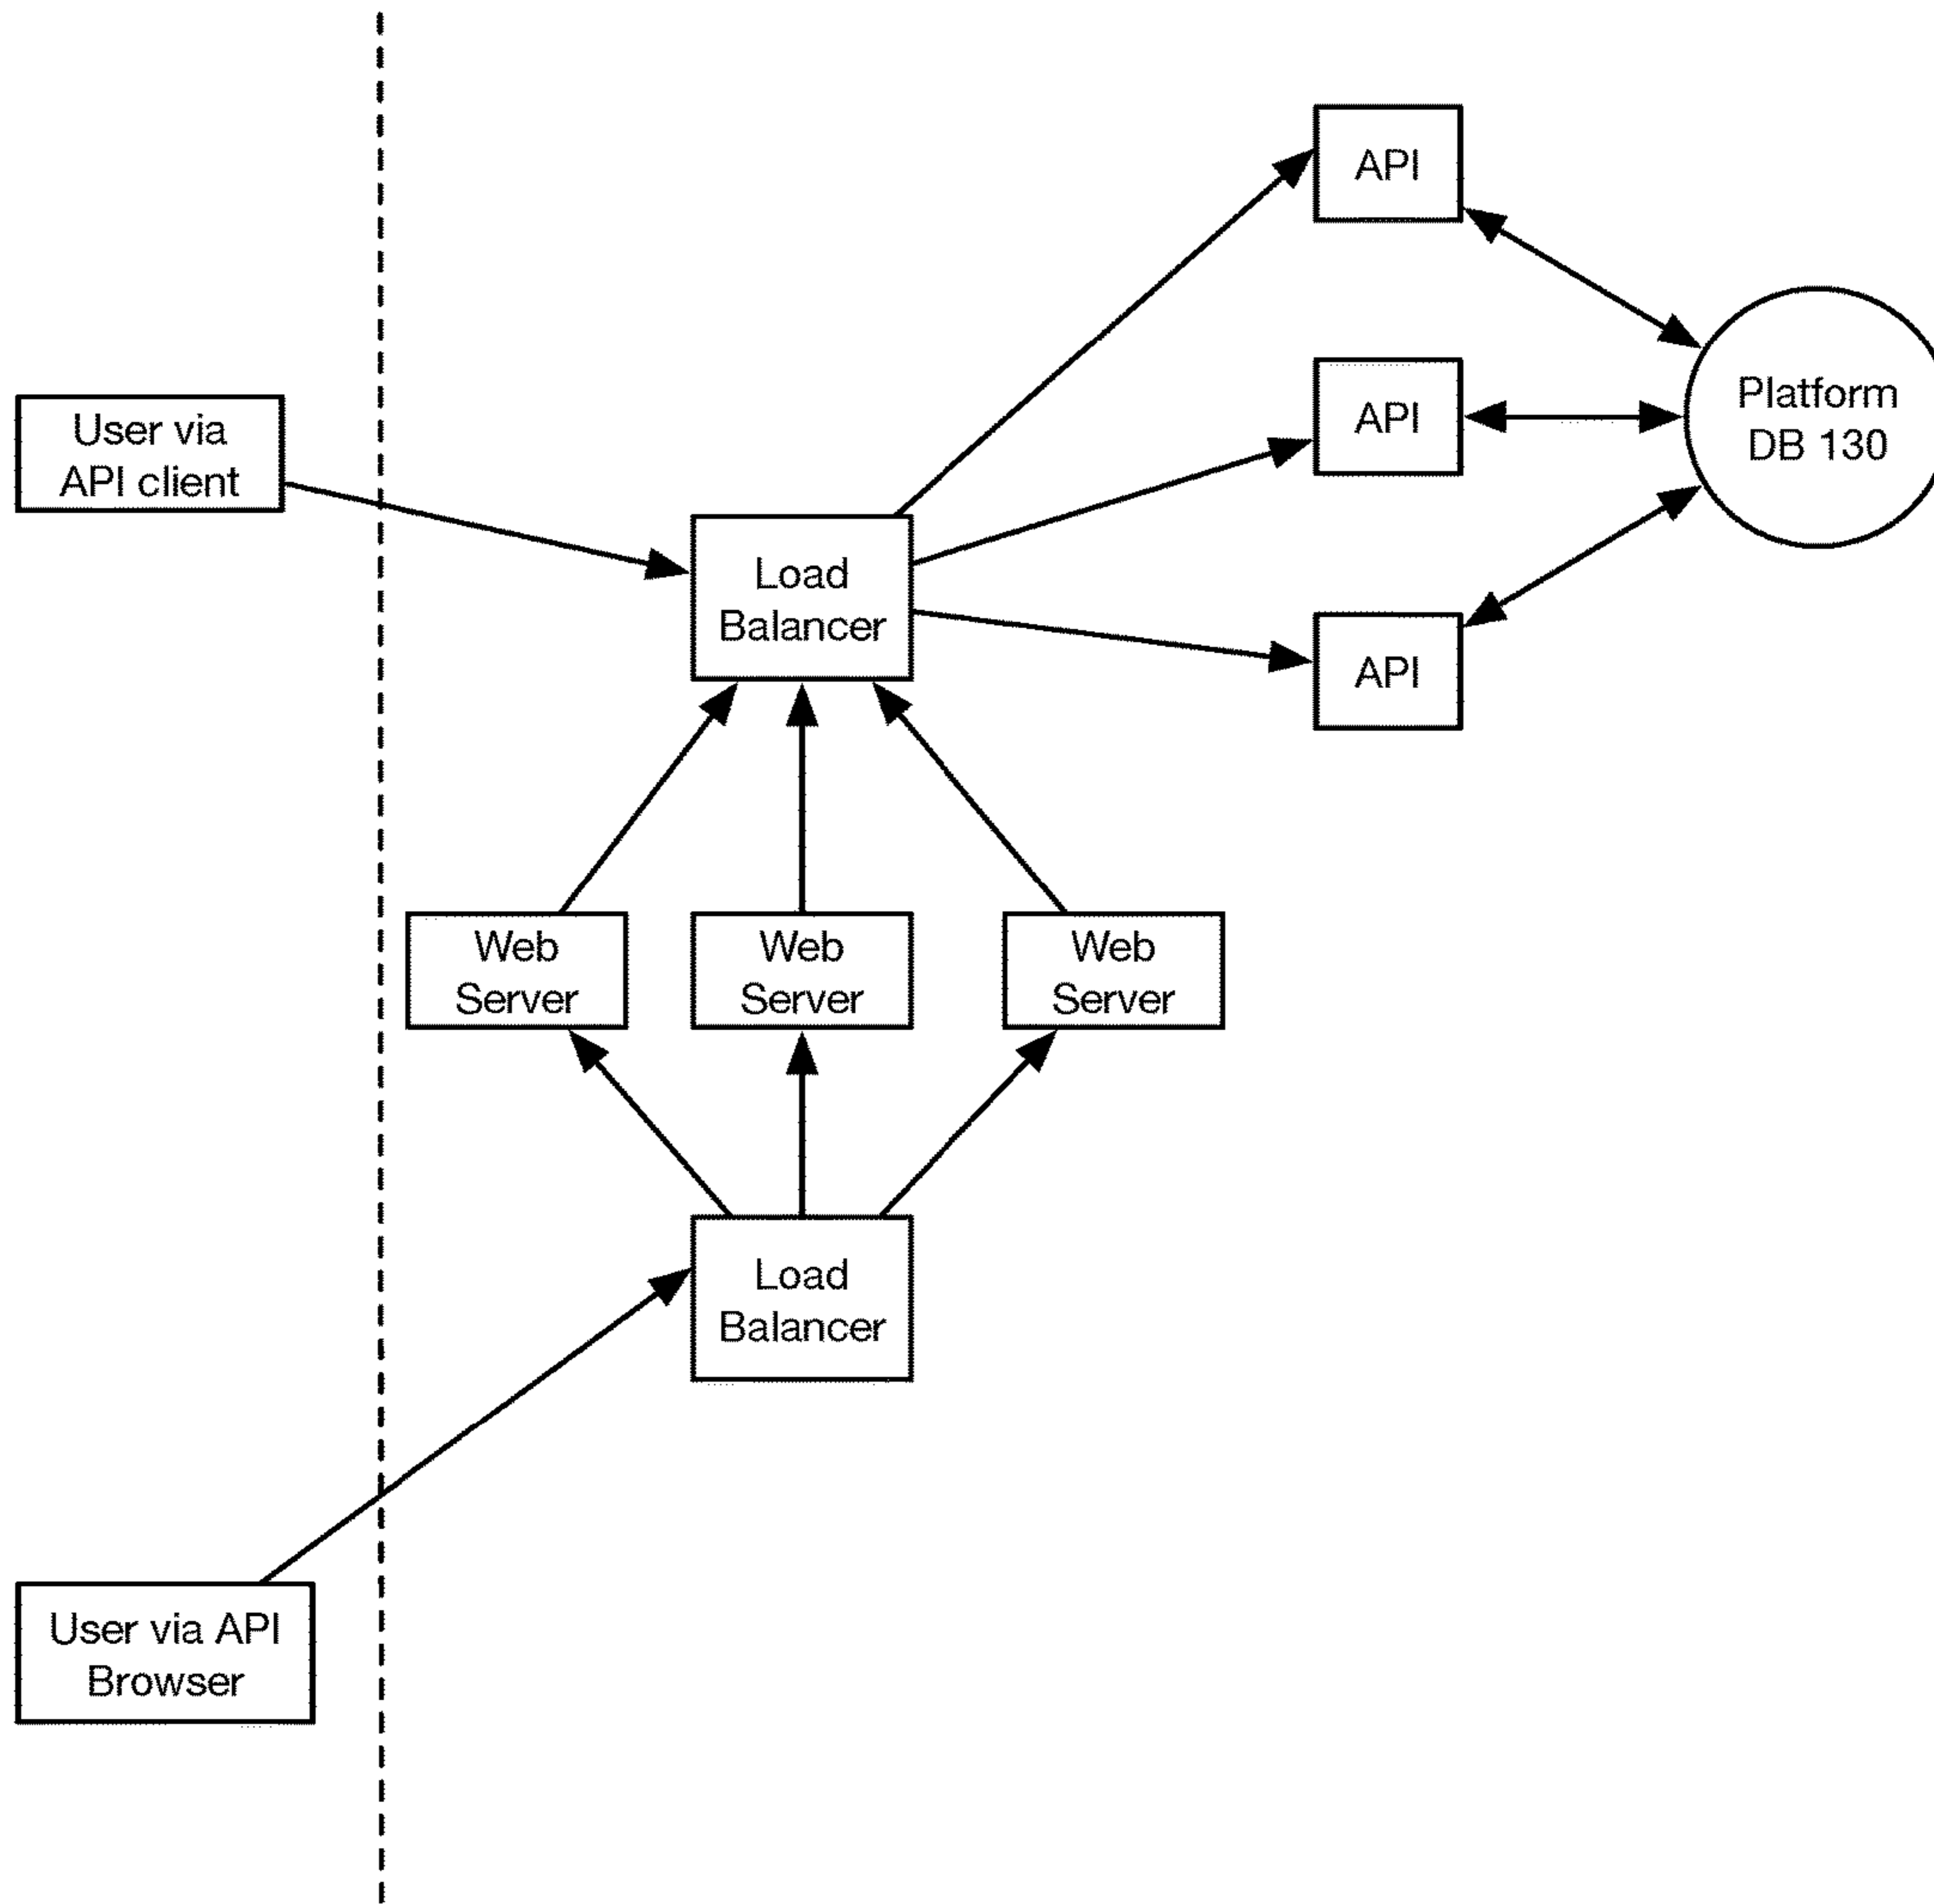 API
User via
API client
API
Platform
DB 130
Load
Balancer
API
Web
Server
Web
Server
Web
Server
Load
Balancer
User via API
Browser